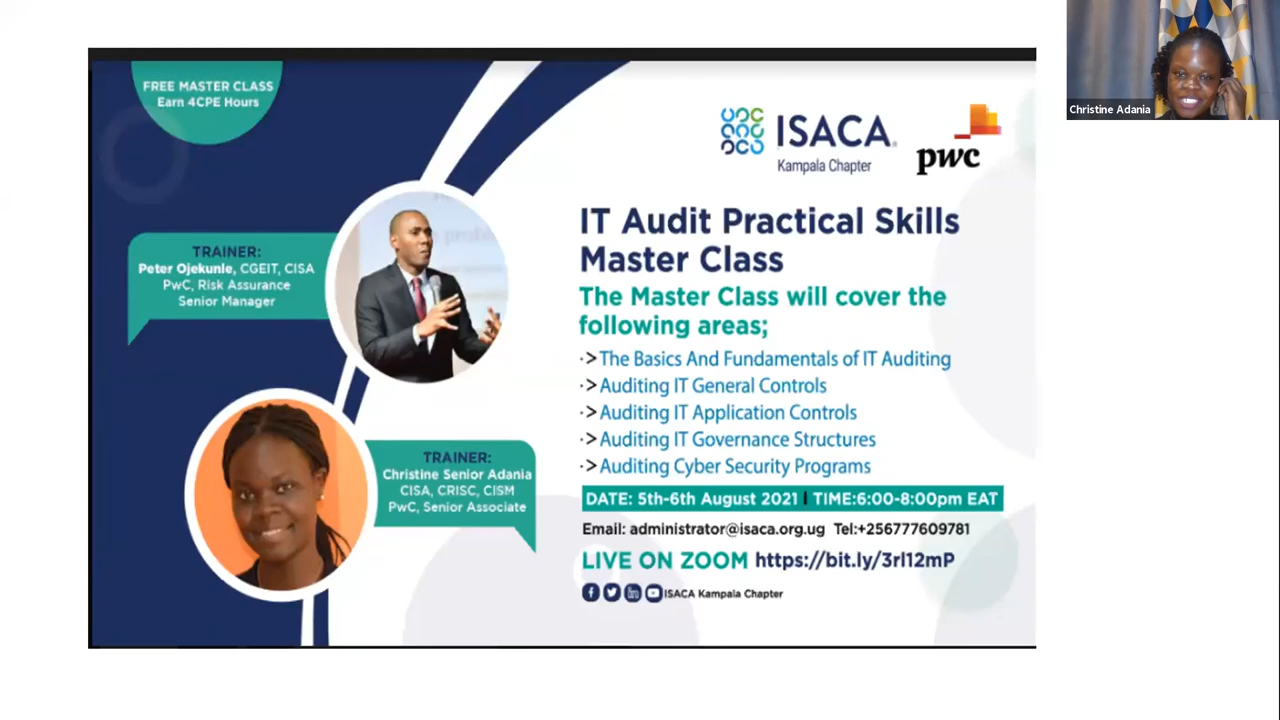 FREE MASTER CLASS
Earn 4CPE Hours
ISACA®
Kampala Chapter
pwc
IT Audit Practical Skills
Master Class
The Master Class will cover the
following areas;
·> The Basics And Fundamentals of IT Auditing
·> Auditing IT General Controls
·> Auditing IT Application Controls
·> Auditing IT Governance Structures
·> Auditing Cyber Security Programs
DATE: 5th-6th August 2021 | TIME:6:00-8:00pm EAT
Email: administrator@isaca.org.ug Tel:+256777609781
LIVE ON ZOOM https://bit.ly/3rl12mP
ISACA Kampala Chapter
TRAINER:
Peter Ojekunle, CGEIT, CISA
PwC, Risk Assurance
Senior Manager
TRAINER:
Christine Senior Adania
CISA, CRISC, CISM
PwC, Senior Associate
Christine Adania